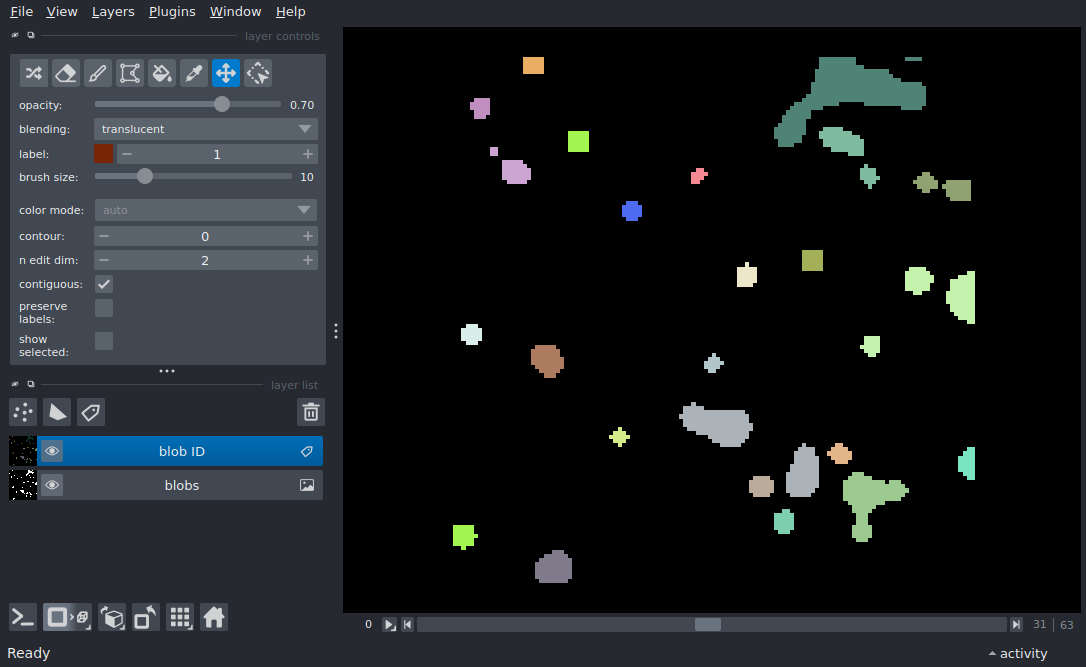 File View Layers Plugins Window Help
layer controls
opacity: 0.70
blending: translucent
label: 1
brush size: 10
color mode: auto
contour: 0
n edit dim: 2
contiguous:
preserve
labels:
show
selected:
layer list
blob ID
blobs
0 31 | 63
Ready activity